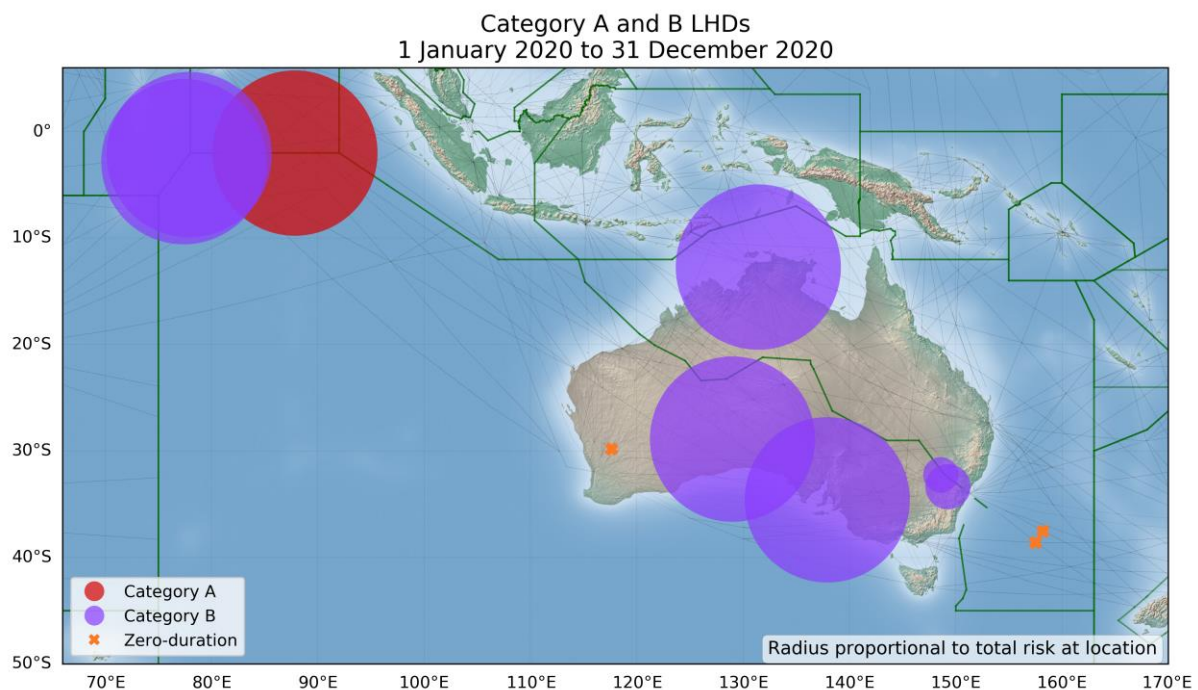 Category A and B LHDs
1 January 2020 to 31 December 2020
0°
10°S
20°S
30°S
40°S
50°S
Category A
Category B
Zero-duration
Radius proportional to total risk at location
70°E
80°E
90°E
100°E
110°E
120°E
130°E
140°E
150°E
160°E
170°E